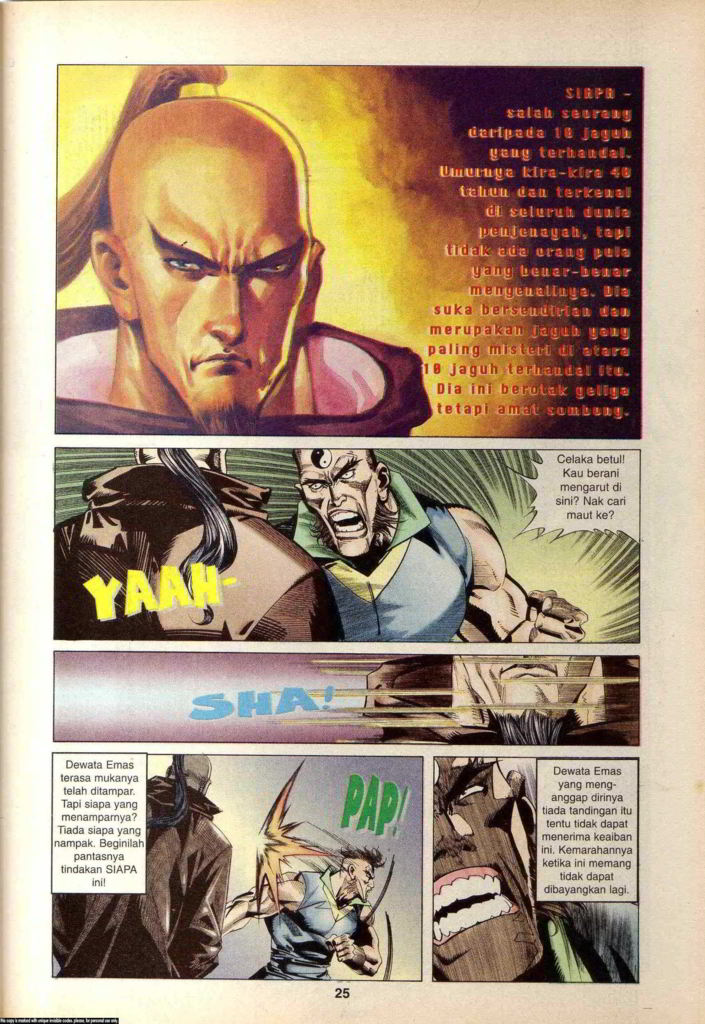 SIAPA -
salah seorang
daripada 10 jaguh
yang terhandal.
Umurnya kira-kira 40
tahun dan terkenal
di seluruh dunia
penjenayah, tapi
tidak ada orang pula
yang benar-benar
mengenalinya. Dia
suka bersendirian dan
merupakan jaguh yang
paling misteri di atara
10 jaguh terhandal itu.
Dia ini berotak geliga
tetapi amat sombong.
Celaka betul!
Kau berani
mengarut di
sini? Nak cari
maut ke?
YAAH-
SHA!
Dewata Emas
terasa mukanya
telah ditampar.
Tapi siapa yang
menamparnya?
Tiada siapa yang
nampak. Beginilah
pantasnya
tindakan SIAPA
ini!
PAP!
Dewata Emas
yang meng-
anggap dirinya
tiada tandingan itu
tentu tidak dapat
menerima keaiban
ini. Kemarahannya
ketika ini memang
tidak dapat
dibayangkan lagi.
25
this copy is marked with unique invisible codes. please, for personal use only